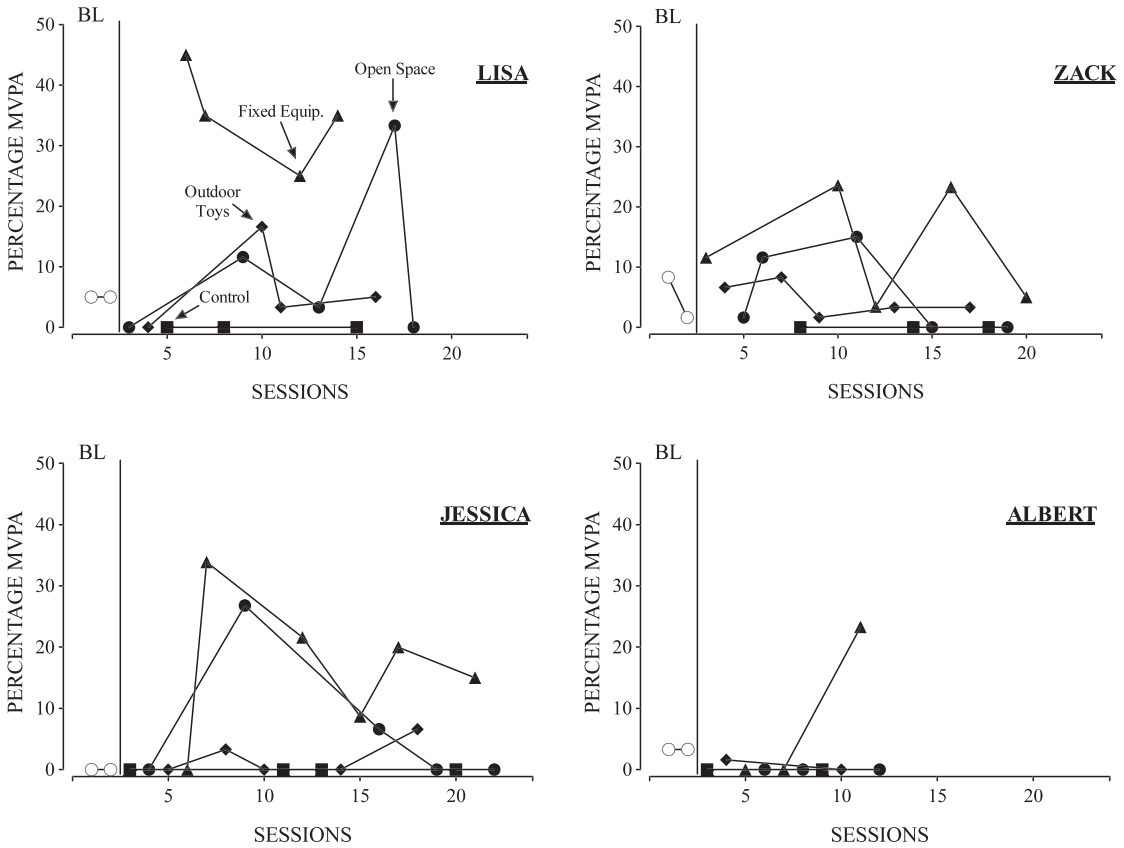 BL
50
40
30
20
10
0
PERCENTAGE MVPA
Open Space
LISA
Fixed Equip.
Outdoor
Toys
Control
5
10
15
20
SESSIONS
BL
50
40
30
20
10
0
PERCENTAGE MVPA
ZACK
5
10
15
20
SESSIONS
BL
50
40
30
20
10
0
PERCENTAGE MVPA
JESSICA
5
10
15
20
SESSIONS
BL
50
40
30
20
10
0
PERCENTAGE MVPA
ALBERT
5
10
15
20
SESSIONS